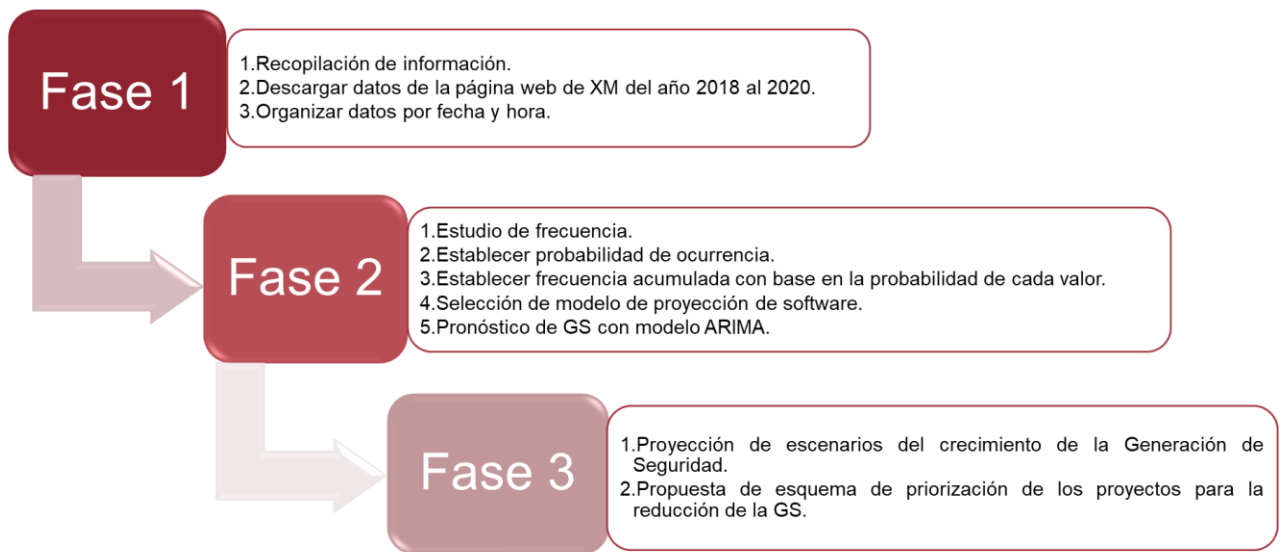 Fase 1
1.Recopilación de información.
2.Descargar datos de la página web de XM del año 2018 al 2020.
3.Organizar datos por fecha y hora.
Fase 2
1.Estudio de frecuencia.
2.Establecer probabilidad de ocurrencia.
3.Establecer frecuencia acumulada con base en la probabilidad de cada valor.
4.Selección de modelo de proyección de software.
5.Pronóstico de GS con modelo ARIMA.
Fase 3
1.Proyección de escenarios del crecimiento de la Generación de
Seguridad.
2.Propuesta de esquema de priorización de los proyectos para la
reducción de la GS.